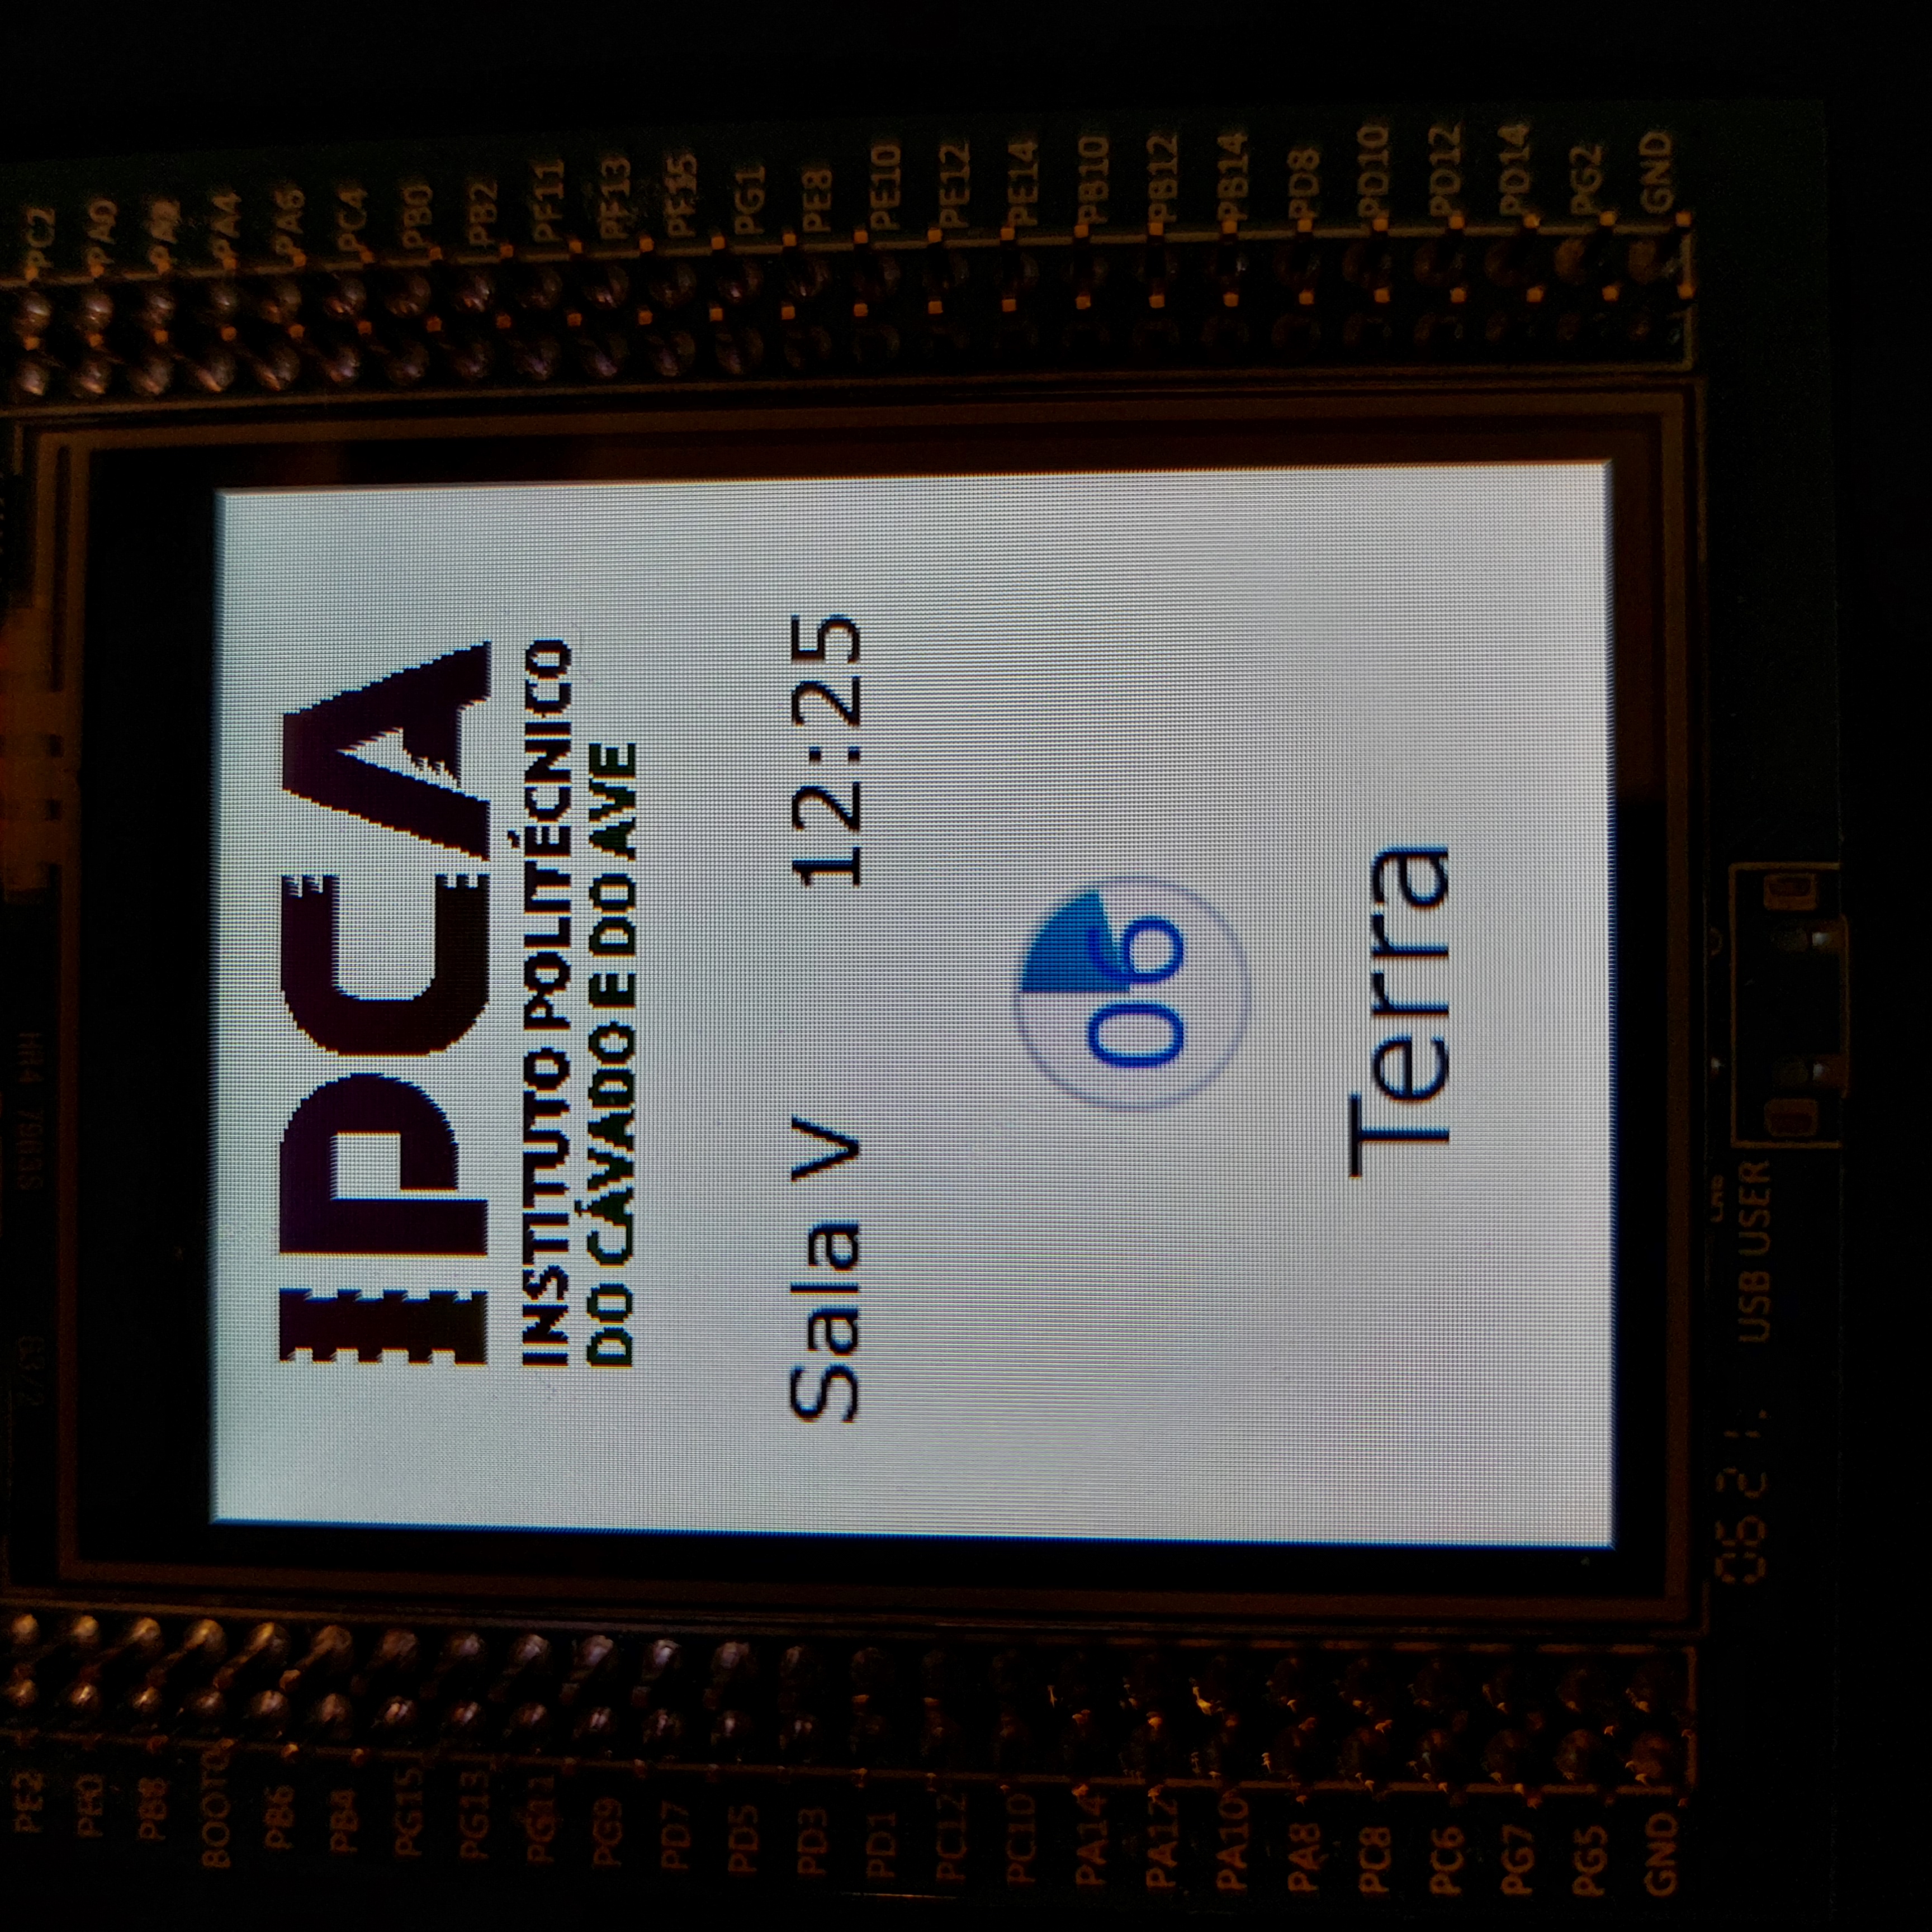 PE2
PE0
PB8
BOOT0
PB6
PB4
PG15
PG13
PG11
PG9
PD7
PD5
PD3
PD1
PC12
PC10
PA14
PA12
PA10
PA8
PC8
PC6
PG7
PG5
GND
IPCA
INSTITUTO POLITÉCNICO
DO CÁVADO E DO AVE
Sala V 12:25
06
Terra
PC2
PA0
PA2
PA4
PA6
PC4
PB0
PB2
PF11
PF13
PF15
PG1
PE8
PE10
PE12
PE14
PB10
PB12
PB14
PD8
PD10
PD12
PD14
PG2
GND
0621.
USB USER